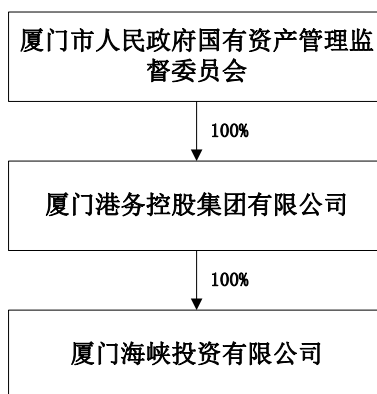 厦门市人民政府国有资产管理监
督委员会
100%
厦门港务控股集团有限公司
100%
厦门海峡投资有限公司